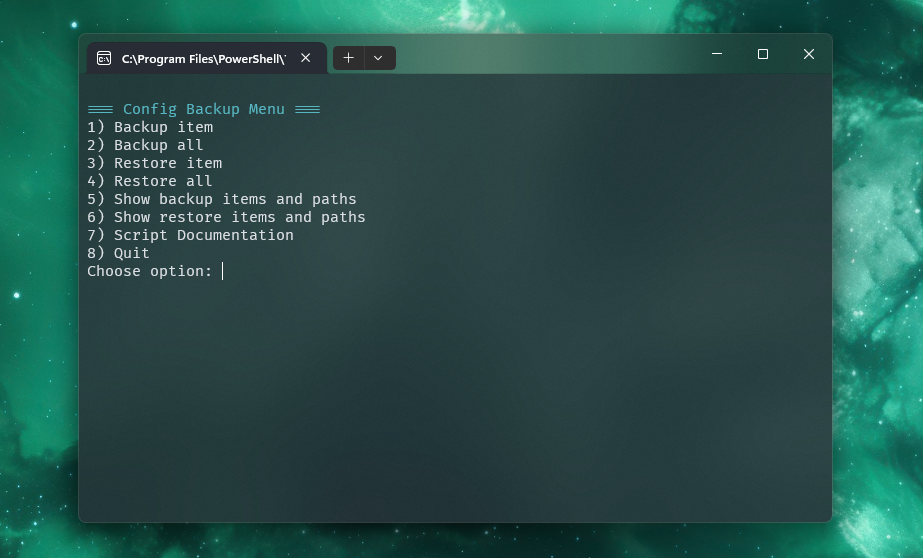 C:\Program Files\PowerShell\
=== Config Backup Menu ===
1) Backup item
2) Backup all
3) Restore item
4) Restore all
5) Show backup items and paths
6) Show restore items and paths
7) Script Documentation
8) Quit
Choose option: